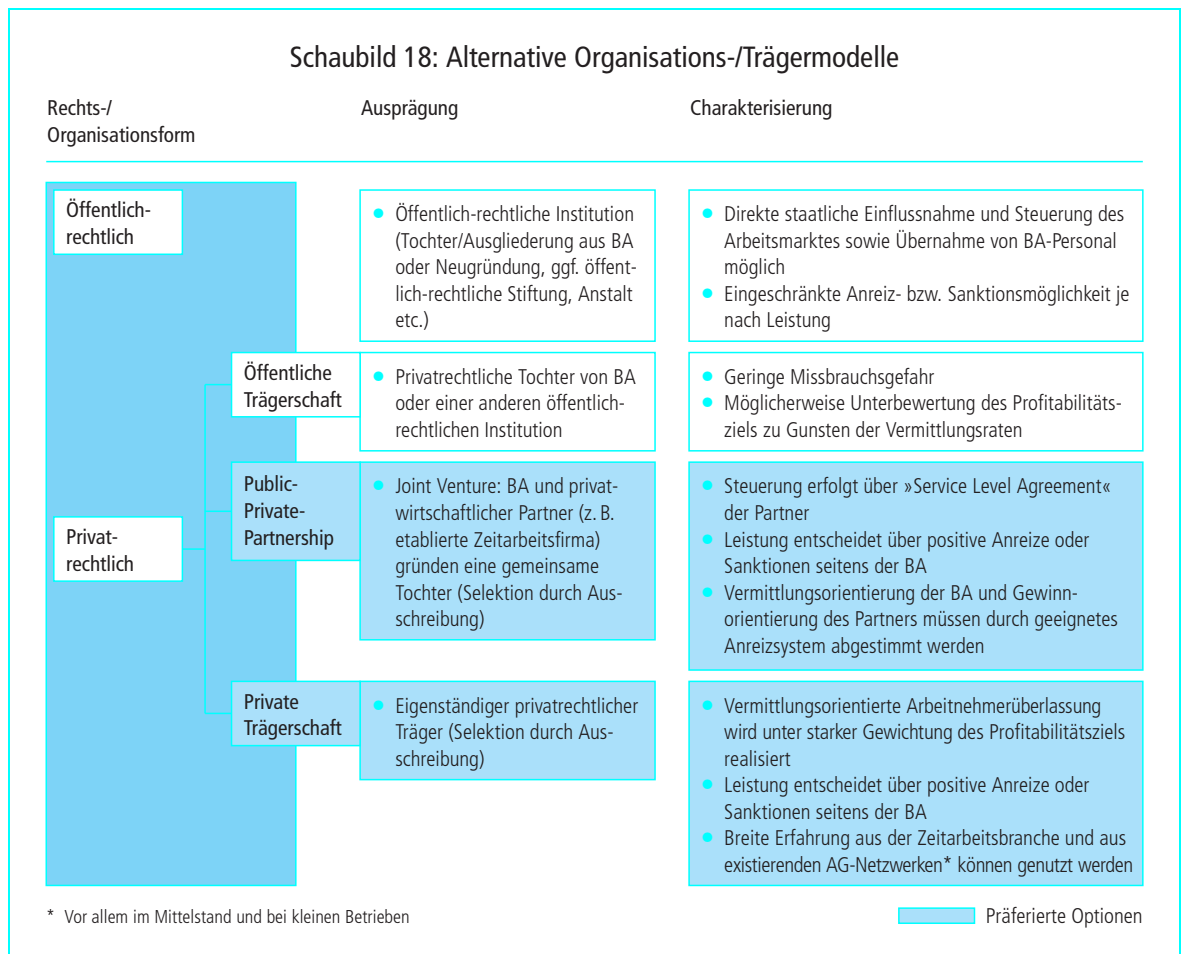 Schaubild 18: Alternative Organisations-/Trägermodelle
Rechts-/
Organisationsform
Ausprägung
Charakterisierung
Öffentlich-
rechtlich
• Öffentlich-rechtliche Institution
(Tochter/Ausgliederung aus BA
oder Neugründung, ggf. öffent-
lich-rechtliche Stiftung, Anstalt
etc.)
• Direkte staatliche Einflussnahme und Steuerung des
Arbeitsmarktes sowie Übernahme von BA-Personal
möglich
• Eingeschränkte Anreiz- bzw. Sanktionsmöglichkeit je
nach Leistung
Privat-
rechtlich
Öffentliche
Trägerschaft
• Privatrechtliche Tochter von BA
oder einer anderen öffentlich-
rechtlichen Institution
• Geringe Missbrauchsgefahr
• Möglicherweise Unterbewertung des Profitabilitäts-
ziels zu Gunsten der Vermittlungsraten
Public-
Private-
Partnership
• Joint Venture: BA und privat-
wirtschaftlicher Partner (z. B.
etablierte Zeitarbeitsfirma)
gründen eine gemeinsame
Tochter (Selektion durch Aus-
schreibung)
• Steuerung erfolgt über »Service Level Agreement«
der Partner
• Leistung entscheidet über positive Anreize oder
Sanktionen seitens der BA
• Vermittlungsorientierung der BA und Gewinn-
orientierung des Partners müssen durch geeignetes
Anreizsystem abgestimmt werden
Private
Trägerschaft
• Eigenständiger privatrechtlicher
Träger (Selektion durch Aus-
schreibung)
• Vermittlungsorientierte Arbeitnehmerüberlassung
wird unter starker Gewichtung des Profitabilitätsziels
realisiert
• Leistung entscheidet über positive Anreize oder
Sanktionen seitens der BA
• Breite Erfahrung aus der Zeitarbeitsbranche und aus
existierenden AG-Netzwerken* können genutzt werden
* Vor allem im Mittelstand und bei kleinen Betrieben
Präferierte Optionen